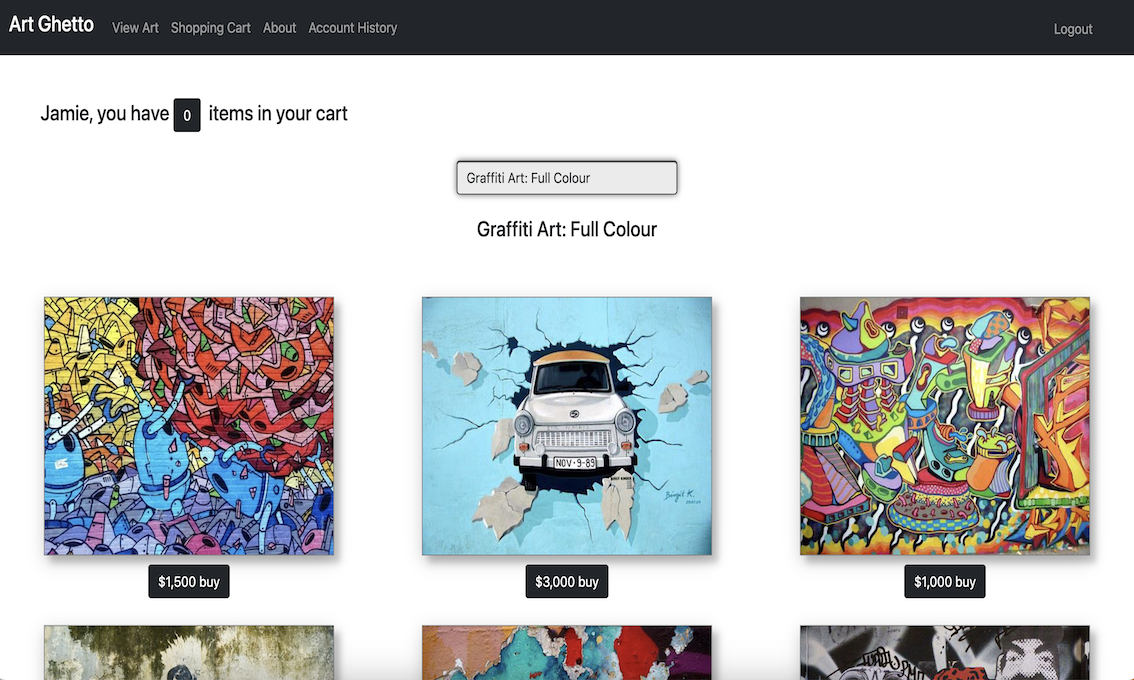 Art Ghetto View Art Shopping Cart About Account History Logout
Jamie, you have 0 items in your cart
Graffiti Art: Full Colour
Graffiti Art: Full Colour
NOV•9-89
Birgit K.
$1,500 buy
$3,000 buy
$1,000 buy